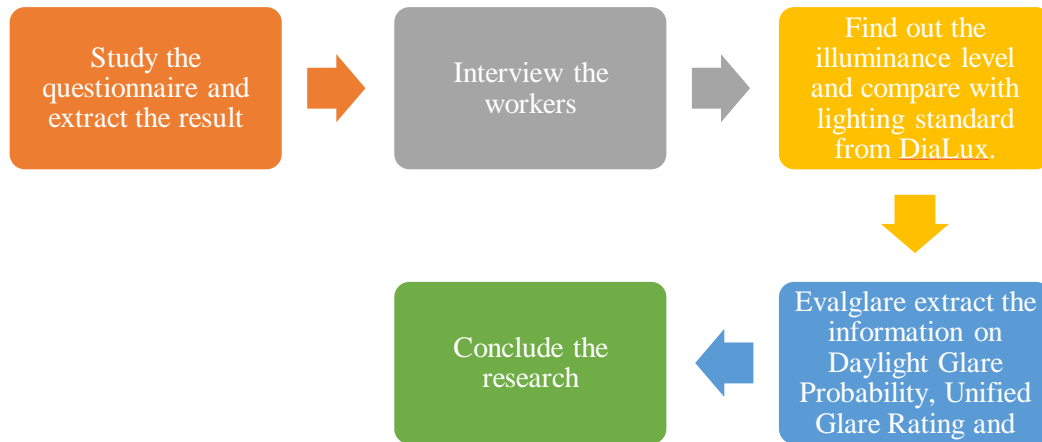 Study the
questionnaire and
extract the result
Interview the
workers
Find out the
illuminance level
and compare with
lighting standard
from DiaLux.
Evalglare extract the
information on
Daylight Glare
Probability, Unified
Glare Rating and
Conclude the
research